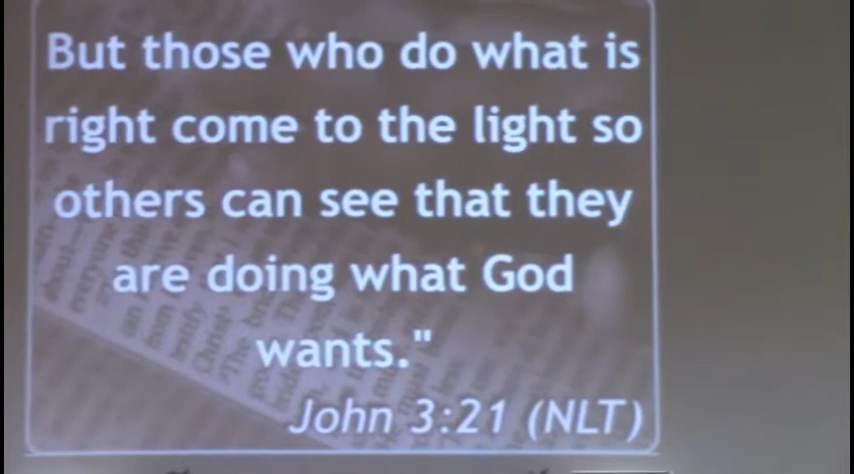 But those who do what is
right come to the light so
others can see that they
are doing what God
wants."
John 3:21 (NLT)